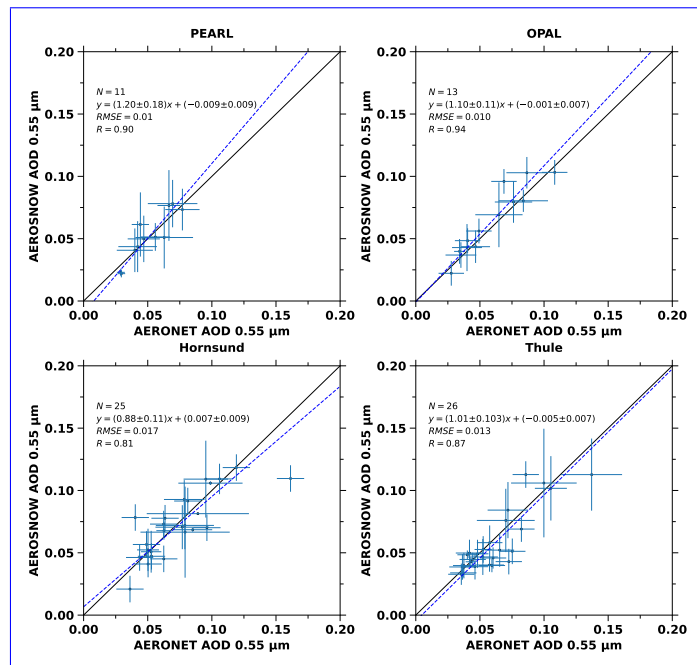 PEARL
0.20
0.15
0.10
0.05
0.00
0.00
0.05
0.10
0.15
0.20
AEROSNOW AOD 0.55 μm
AERONET AOD 0.55 μm
N = 11
y = (1.20±0.18)x + (−0.009±0.009)
RMSE = 0.01
R = 0.90
OPAL
0.20
0.15
0.10
0.05
0.00
0.00
0.05
0.10
0.15
0.20
AEROSNOW AOD 0.55 μm
AERONET AOD 0.55 μm
N = 13
y = (1.10±0.11)x + (−0.001±0.007)
RMSE = 0.010
R = 0.94
Hornsund
0.20
0.15
0.10
0.05
0.00
0.00
0.05
0.10
0.15
0.20
AEROSNOW AOD 0.55 μm
AERONET AOD 0.55 μm
N = 25
y = (0.88±0.11)x + (0.007±0.009)
RMSE = 0.017
R = 0.81
Thule
0.20
0.15
0.10
0.05
0.00
0.00
0.05
0.10
0.15
0.20
AEROSNOW AOD 0.55 μm
AERONET AOD 0.55 μm
N = 26
y = (1.01±0.103)x + (−0.005±0.007)
RMSE = 0.013
R = 0.87